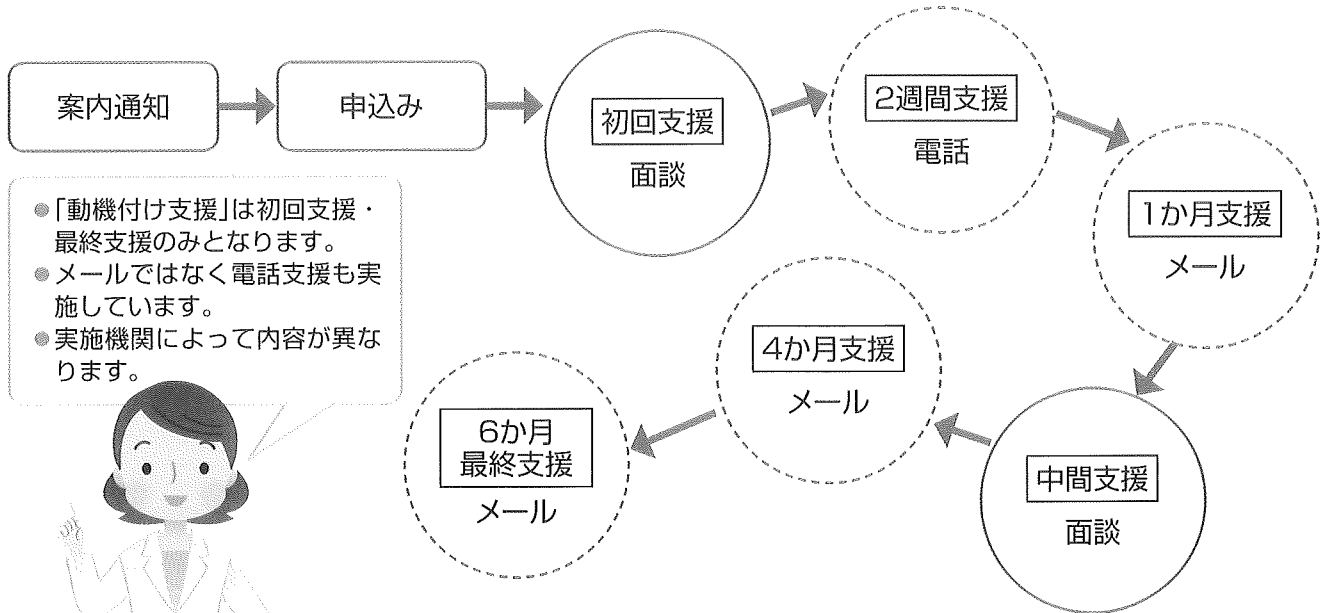 案内通知
申込み
初回支援
面談
2週間支援
電話
1か月支援
メール
中間支援
面談
4か月支援
メール
6か月
最終支援
メール
●「動機付け支援」は初回支援・
最終支援のみとなります。
●メールではなく電話支援も実
施しています。
●実施機関によって内容が異な
ります。